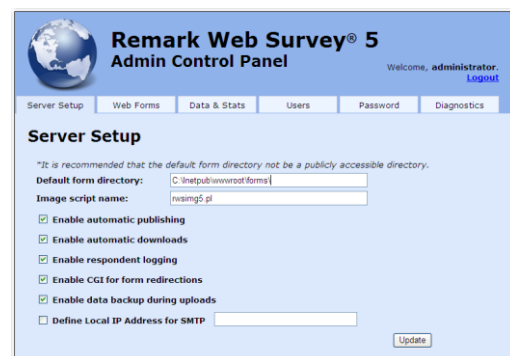 Remark Web Survey® 5
Admin Control Panel
Welcome, administrator.
Logout
Server Setup Web Forms Data & Stats Users Password Diagnostics
Server Setup
*It is recommended that the default form directory not be a publicly accessible directory.
Default form directory: C:\Inetpub\wwwroot\forms\
Image script name: rwsimg5.pl
Enable automatic publishing
Enable automatic downloads
Enable respondent logging
Enable CGI for form redirections
Enable data backup during uploads
Define Local IP Address for SMTP
Update